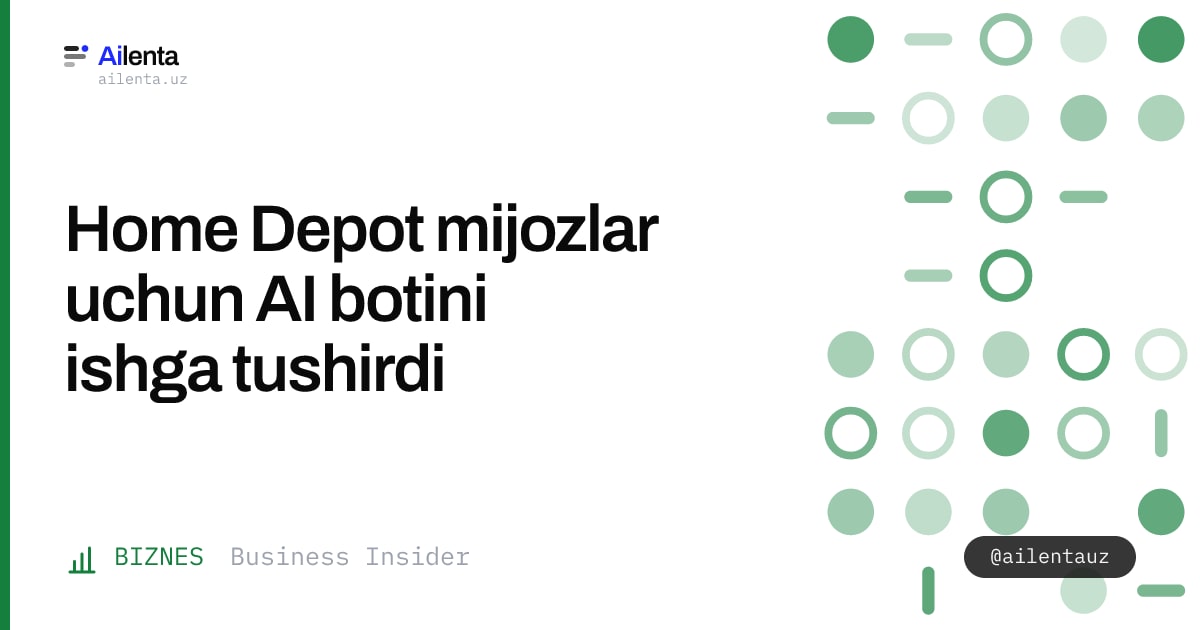 Ailenta
ailenta.uz
Home Depot mijozlar
uchun AI botini
ishga tushirdi
BIZNES Business Insider
@ailentauz